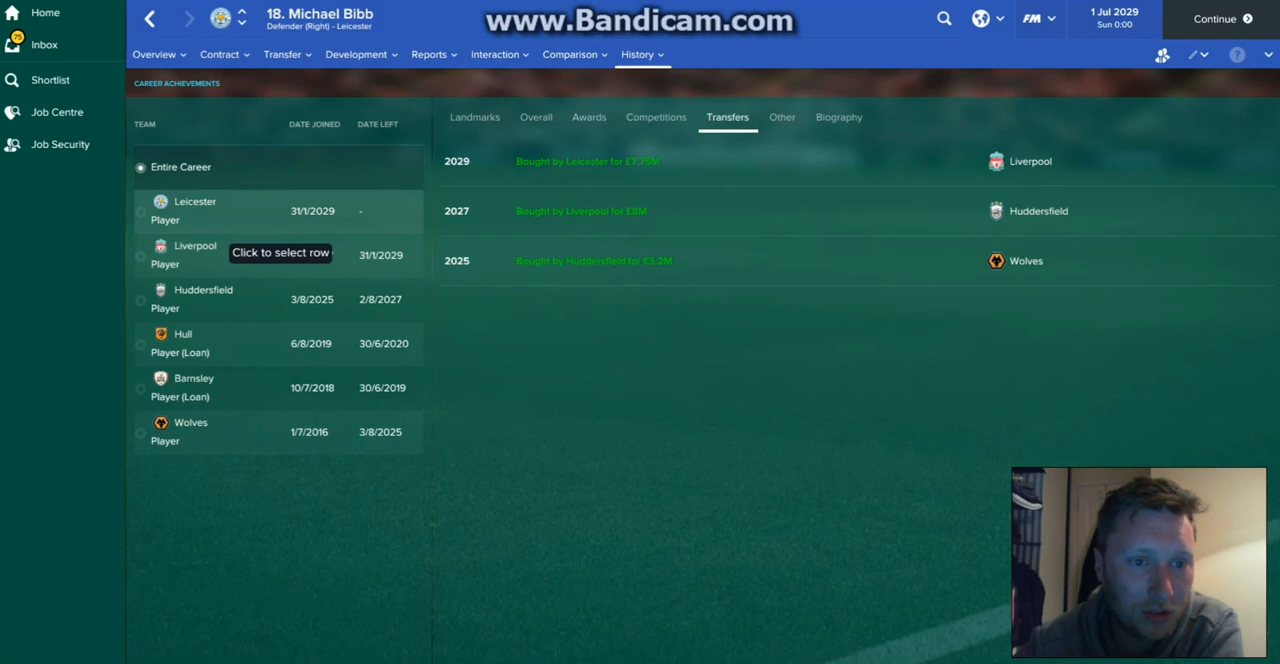 Home
75
Inbox
Shortlist
Job Centre
Job Security
18. Michael Bibb
Defender (Right) - Leicester
www.Bandicam.com
FM
1 Jul 2029
Sun 0:00
Continue
Overview
Contract
Transfer
Development
Reports
Interaction
Comparison
History
?
CAREER ACHIEVEMENTS
TEAM DATE JOINED DATE LEFT
Entire Career
Leicester
Player
31/1/2029 -
Liverpool
Player
Click to select row
31/1/2029
Huddersfield
Player
3/8/2025 2/8/2027
Hull
Player (Loan)
6/8/2019 30/6/2020
Barnsley
Player (Loan)
10/7/2018 30/6/2019
Wolves
Player
1/7/2016 3/8/2025
Landmarks Overall Awards Competitions Transfers Other Biography
2029 Bought by Leicester for £7.75M Liverpool
2027 Bought by Liverpool for £8M Huddersfield
2025 Bought by Huddersfield for £3.2M Wolves